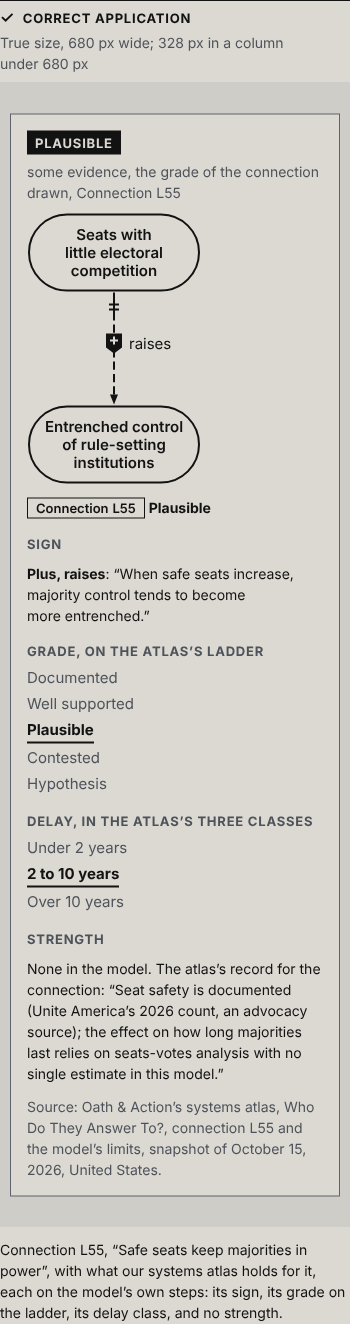 ✓ CORRECT APPLICATION
True size, 680 px wide; 328 px in a column
under 680 px
PLAUSIBLE
some evidence, the grade of the connection
drawn, Connection L55
Seats with
little electoral
competition
+ raises
Entrenched control
of rule-setting
institutions
Connection L55 Plausible
SIGN
Plus, raises: “When safe seats increase,
majority control tends to become
more entrenched.”
GRADE, ON THE ATLAS’S LADDER
Documented
Well supported
Plausible
Contested
Hypothesis
DELAY, IN THE ATLAS’S THREE CLASSES
Under 2 years
2 to 10 years
Over 10 years
STRENGTH
None in the model. The atlas’s record for the
connection: “Seat safety is documented
(Unite America’s 2026 count, an advocacy
source); the effect on how long majorities
last relies on seats-votes analysis with no
single estimate in this model.”
Source: Oath & Action’s systems atlas, Who
Do They Answer To?, connection L55 and
the model’s limits, snapshot of October 15,
2026, United States.
Connection L55, “Safe seats keep majorities in
power”, with what our systems atlas holds for it,
each on the model’s own steps: its sign, its grade on
the ladder, its delay class, and no strength.